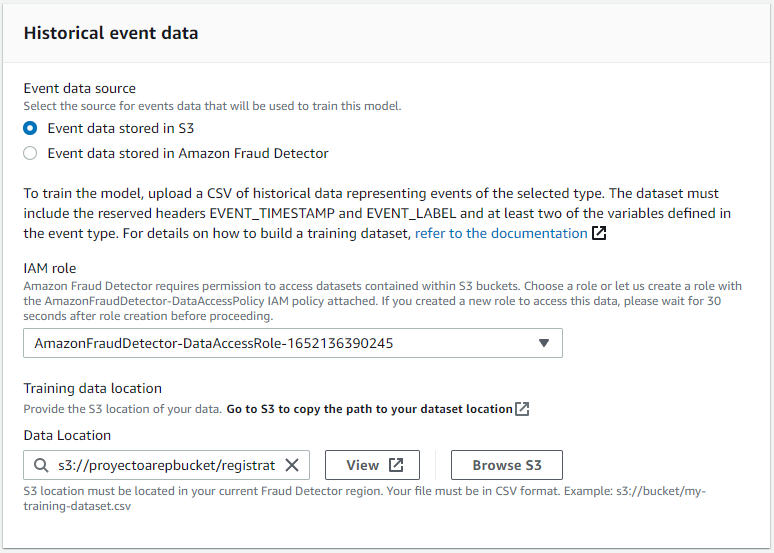 Historical event data
Event data source
Select the source for events data that will be used to train this model.
Event data stored in S3
Event data stored in Amazon Fraud Detector
To train the model, upload a CSV of historical data representing events of the selected type. The dataset must
include the reserved headers EVENT_TIMESTAMP and EVENT_LABEL and at least two of the variables defined in
the event type. For details on how to build a training dataset, refer to the documentation
IAM role
Amazon Fraud Detector requires permission to access datasets contained within S3 buckets. Choose a role or let us create a role with
the AmazonFraudDetector-DataAccessPolicy IAM policy attached. If you created a new role to access this data, please wait for 30
seconds after role creation before proceeding.
AmazonFraudDetector-DataAccessRole-1652136390245
Training data location
Provide the S3 location of your data. Go to S3 to copy the path to your dataset location
Data Location
s3://proyectoarepbucket/registrat
View
Browse S3
S3 location must be located in your current Fraud Detector region. Your file must be in CSV format. Example: s3://bucket/my-
training-dataset.csv